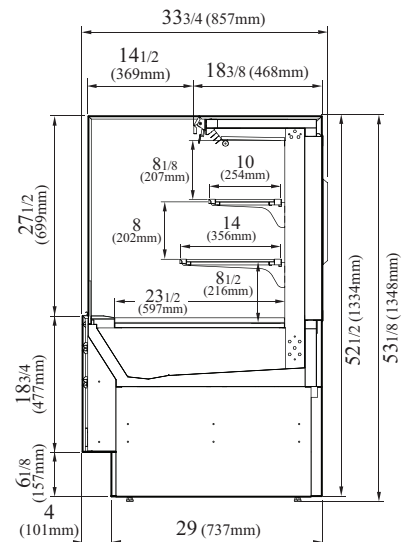 33 3/4 (857mm)
14 1/2
(369mm)
18 3/8 (468mm)
8 1/8
(207mm)
10
(254mm)
27 1/2
(699mm)
8
(202mm)
14
(356mm)
8 1/2
(216mm)
23 1/2
(597mm)
52 1/2 (1334mm)
53 1/8 (1348mm)
18 3/4
(477mm)
6 1/8
(157mm)
4
(101mm)
29 (737mm)